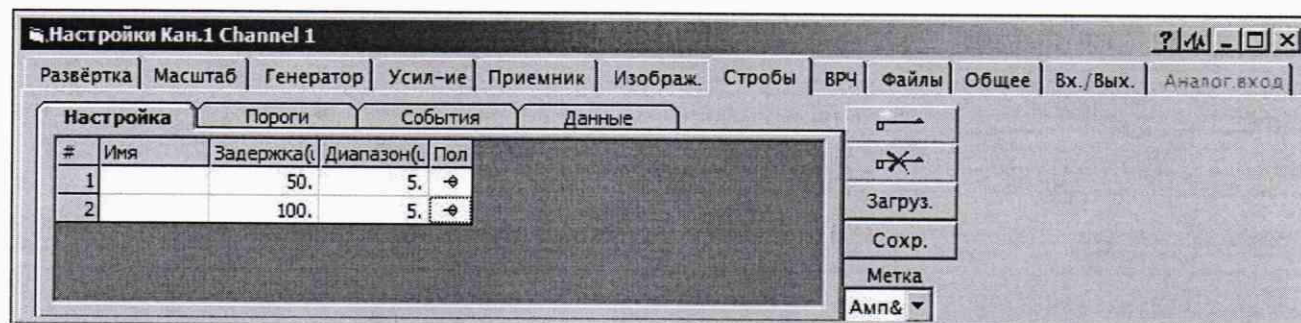 Настройки Кан.1 Channel 1
Развёртка Масштаб Генератор Усил-ие Приемник Изображ. Стробы ВРЧ Файлы Общее Вх./Вых. Аналог.вход
Настройка Пороги События Данные
# Имя Задержка(ц Диапазон(ц Пол
1 50. 5.
2 100. 5.
Загруз.
Сохр.
Метка
Амп&